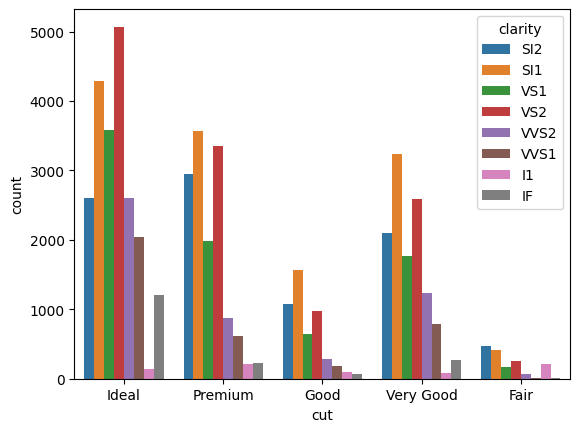 clarity
SI2
SI1
VS1
VS2
VVS2
VVS1
I1
IF
5000
4000
3000
2000
1000
0
count
Ideal Premium Good Very Good Fair
cut